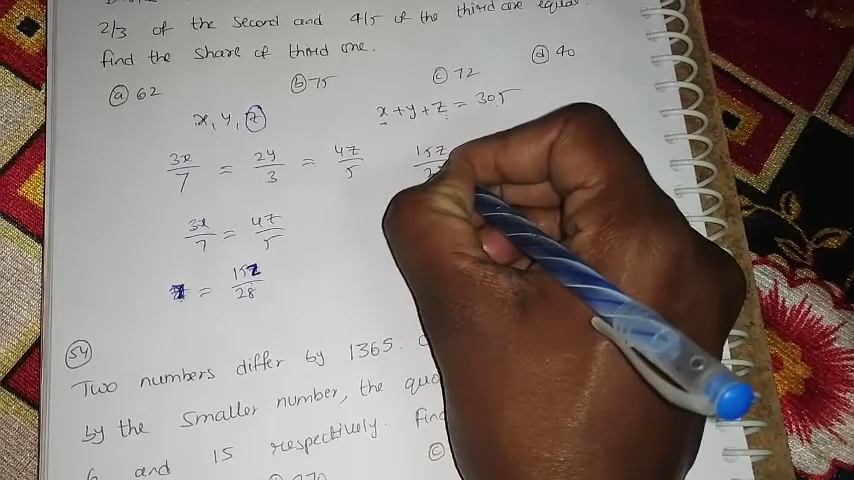 2/3 of the second and 4/5 of the third are equal.
find the share of third one.
ⓐ 62 ⓑ 75 ⓒ 72 ⓓ 40
x, y, z x + y + z = 305
3x/7 = 2y/3 = 4z/5 15z
3x/7 = 4z/5
= 15z/28
54
Two numbers differ by 1365.
by the smaller number, the quo
6 and 15 respectively. find
ⓒ
270